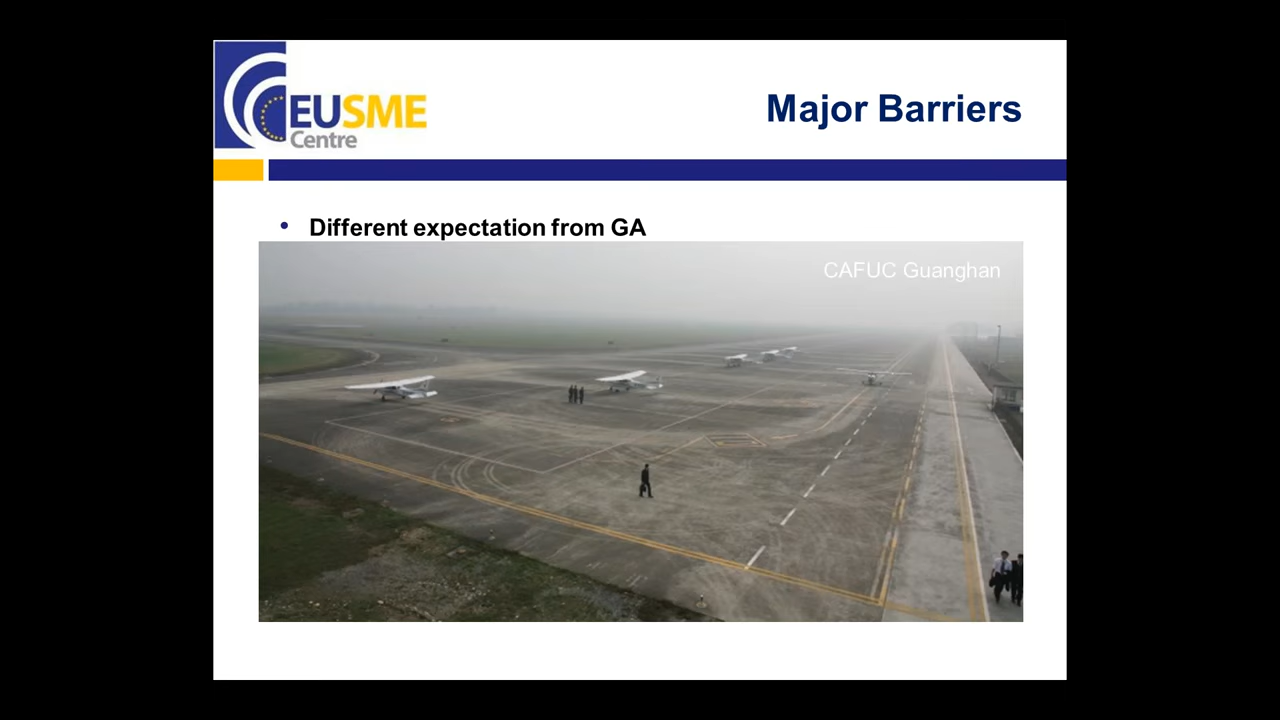 EUSME
Centre
Major Barriers
• Different expectation from GA
CAFUC Guanghan